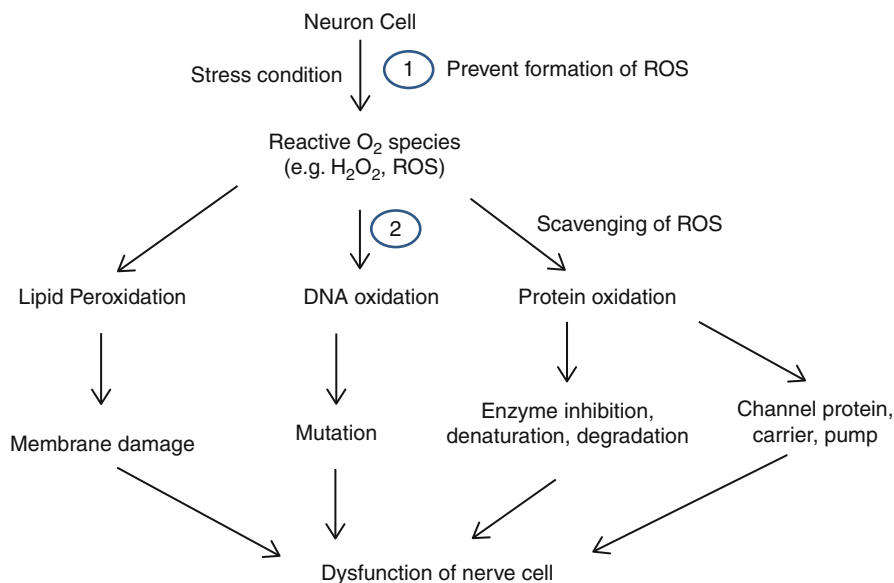 Neuron Cell
Stress condition
1
Prevent formation of ROS
Reactive O₂ species
(e.g. H₂O₂, ROS)
2
Scavenging of ROS
Lipid Peroxidation
DNA oxidation
Protein oxidation
Membrane damage
Mutation
Enzyme inhibition,
denaturation, degradation
Channel protein,
carrier, pump
Dysfunction of nerve cell